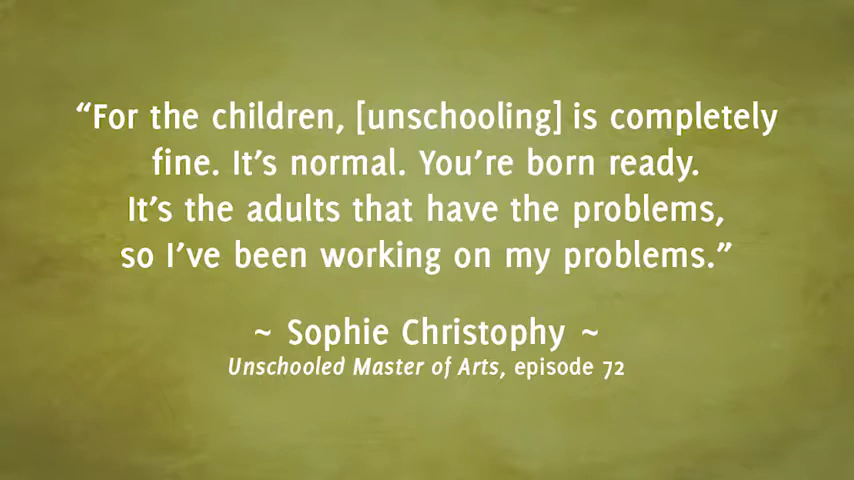 “For the children, [unschooling] is completely
fine. It’s normal. You’re born ready.
It’s the adults that have the problems,
so I’ve been working on my problems.”
~ Sophie Christophy ~
Unschooled Master of Arts, episode 72